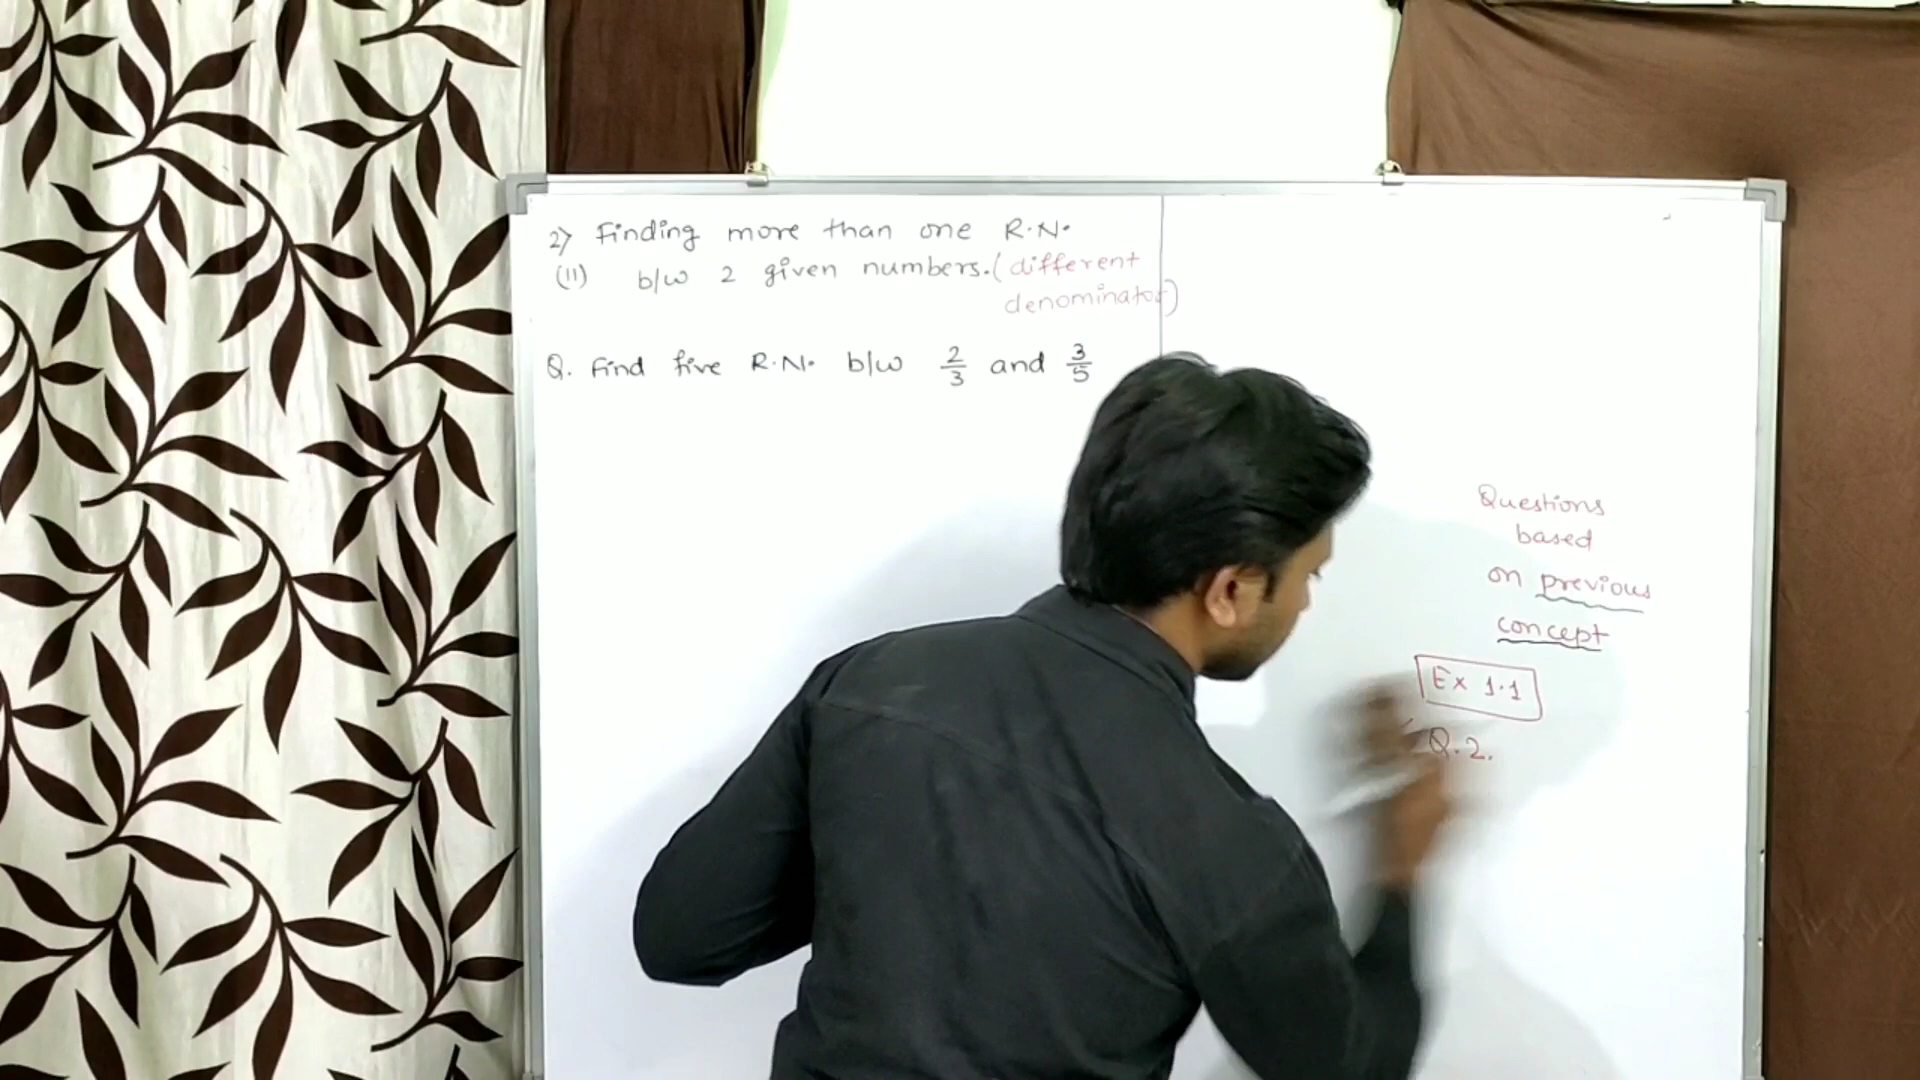 2) Finding more than one R.N.
(II) b/w 2 given numbers. (different
denominator)
Q. Find five R.N. b/w 2/3 and 3/5
Questions
based
on previous
concept
Ex 1.1
Q.2.